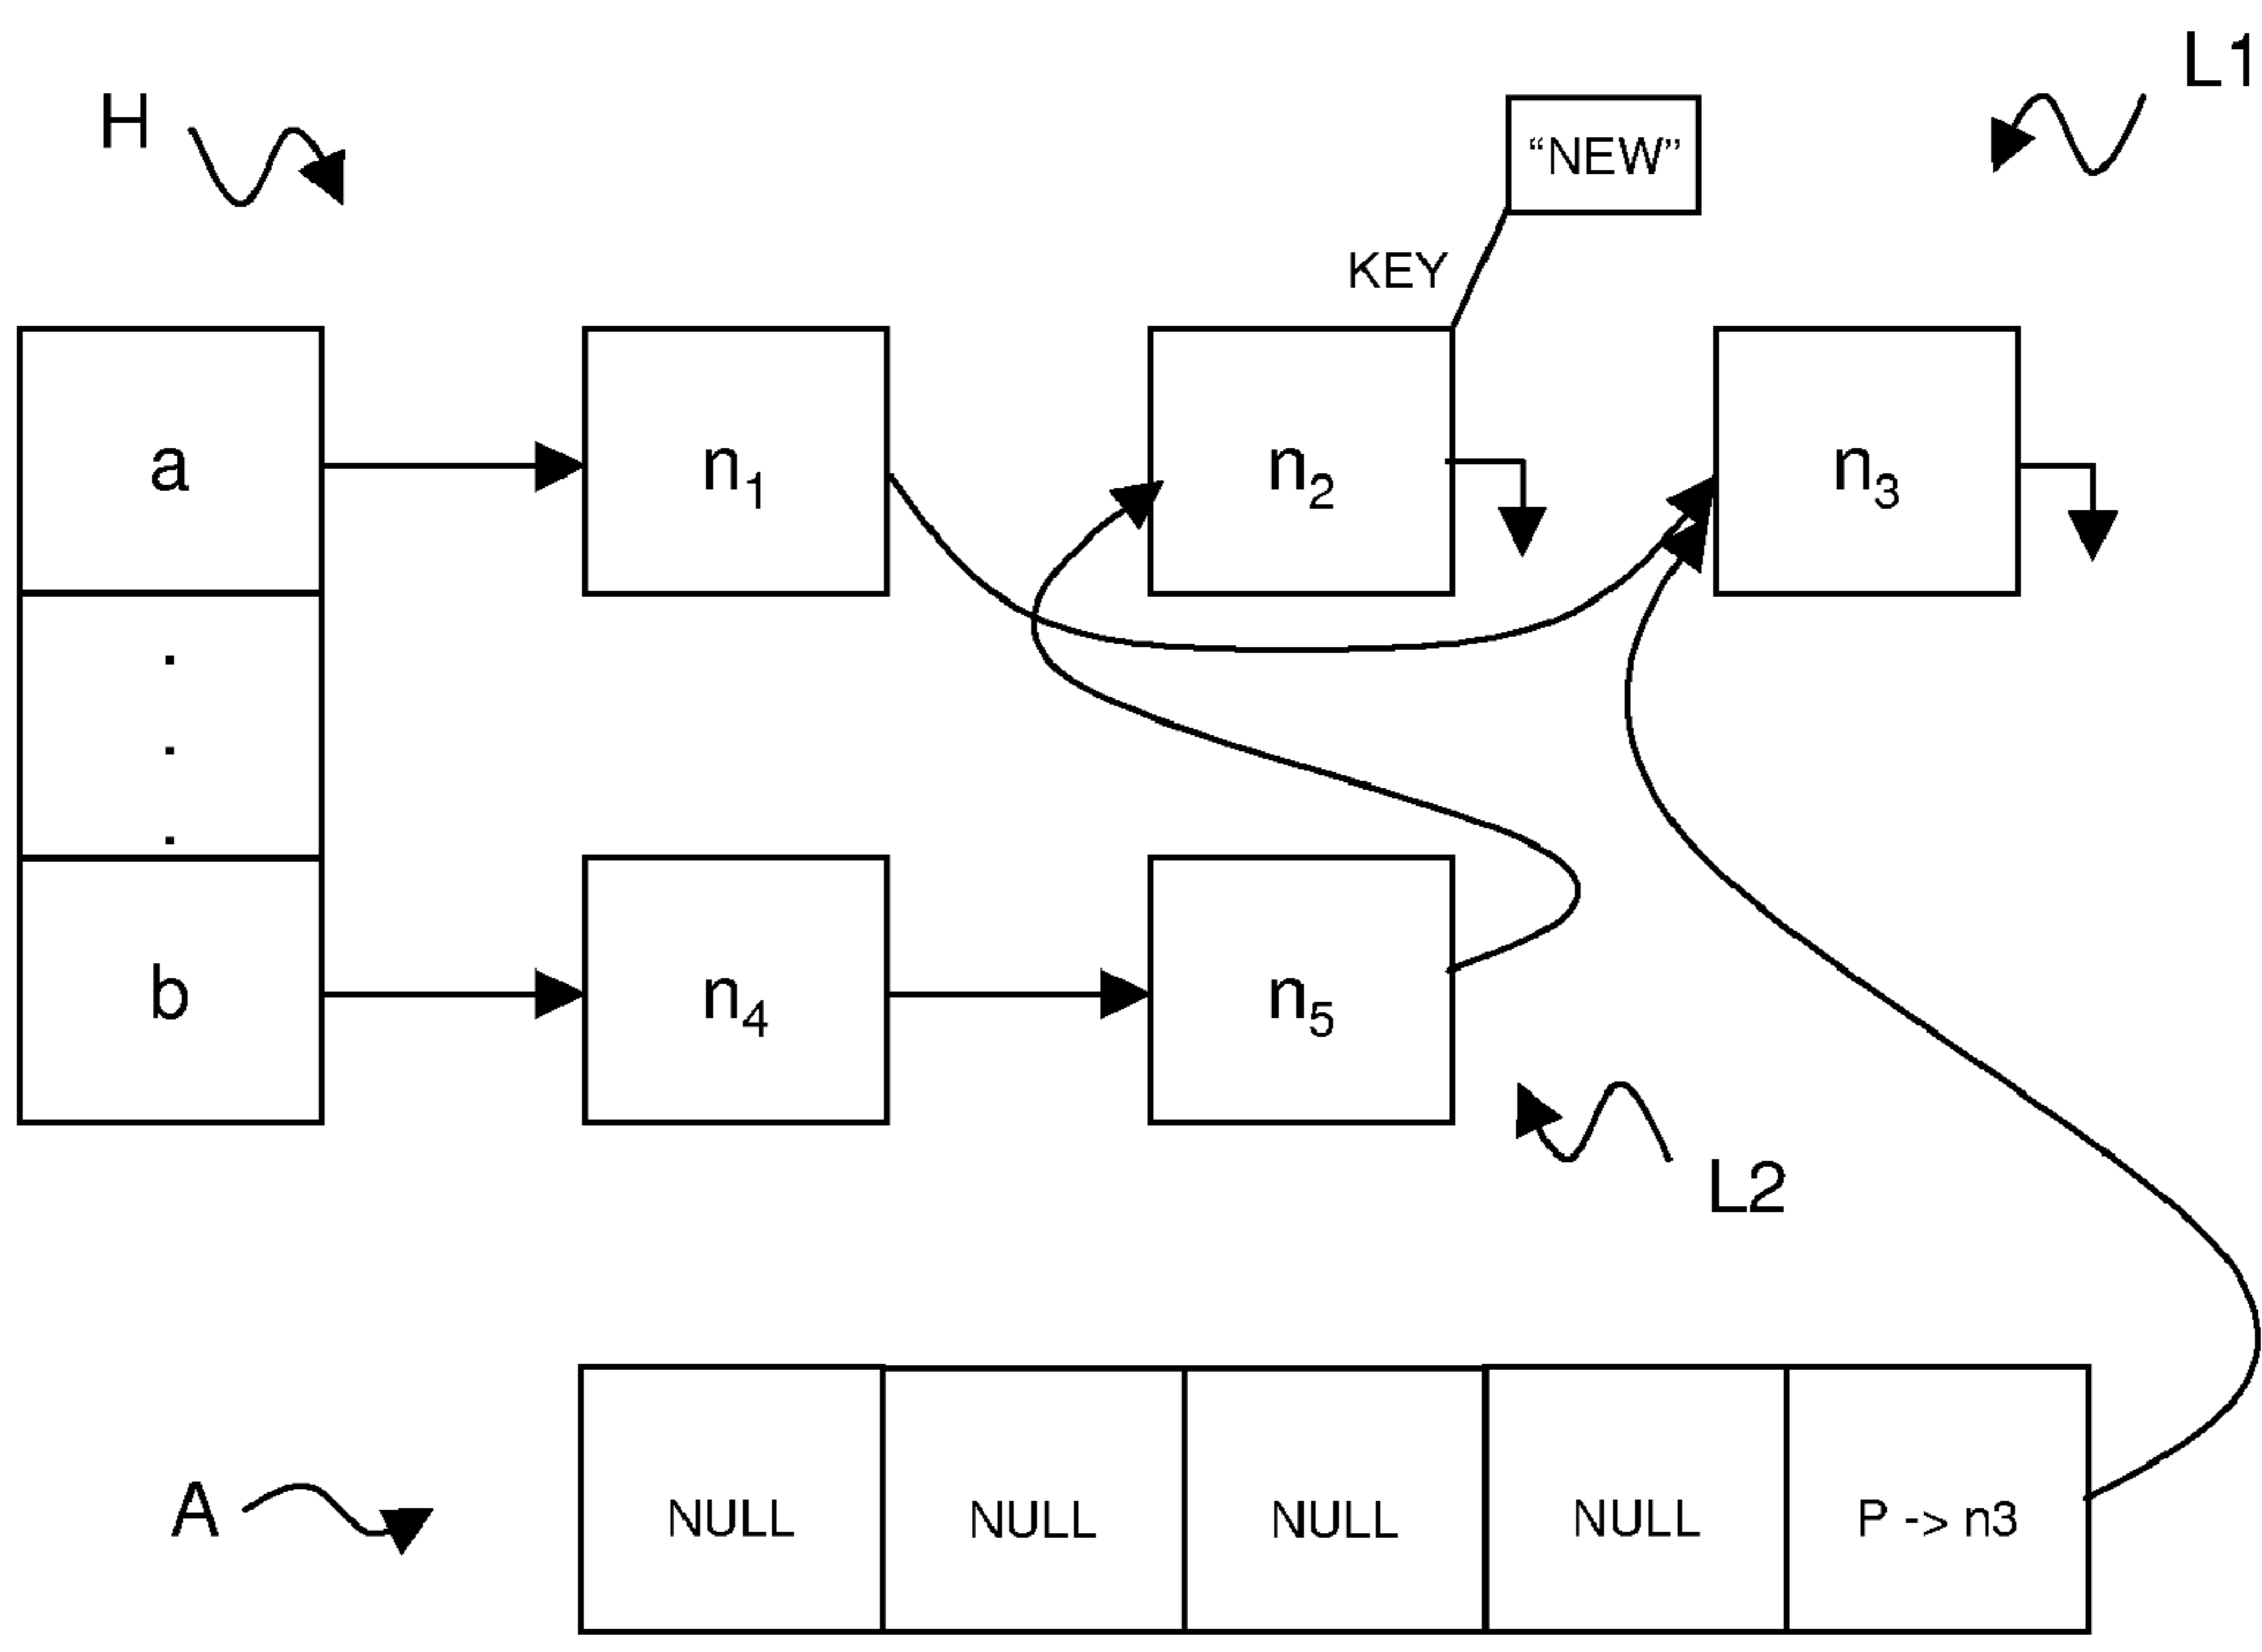 L1
H
“NEW”
KEY
a
n1
n2
n3
.
.
.
b
n4
n5
L2
A
NULL
NULL
NULL
NULL
P -> n3